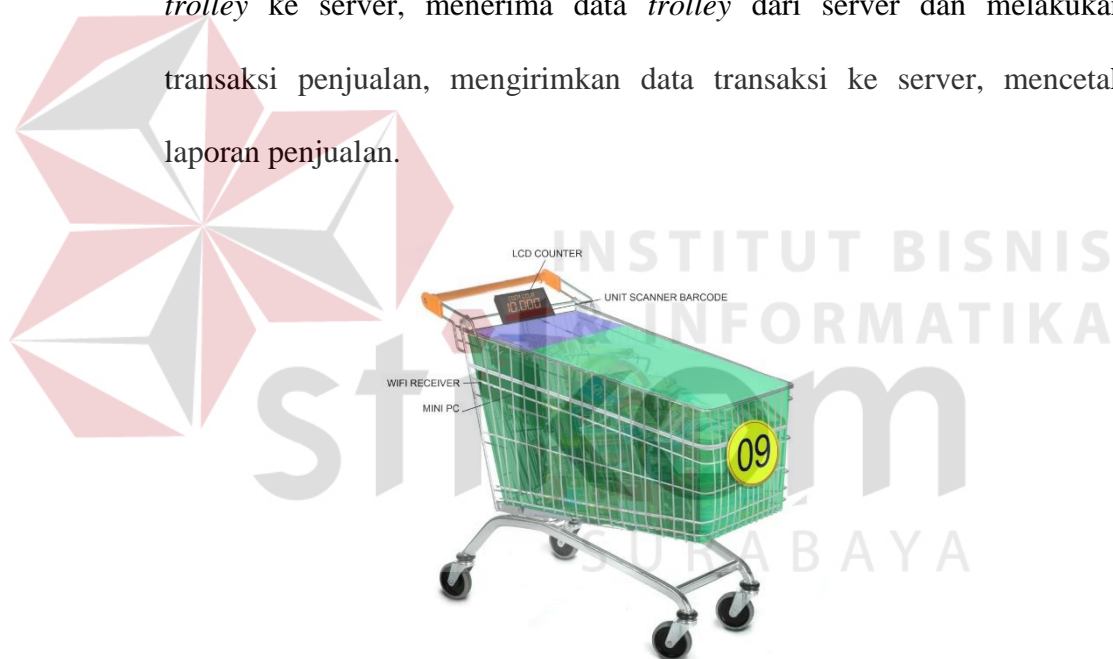 trolley ke server, menerima data trolley dari server dan melakukan
transaksi penjualan, mengirimkan data transaksi ke server, mencetak
laporan penjualan.
INSTITUT BISNIS
LCD COUNTER
10.000
UNIT SCANNER BARCODE
& INFORMATIKA
WIFI RECEIVER
MINI PC
stikom
09
SURABAYA